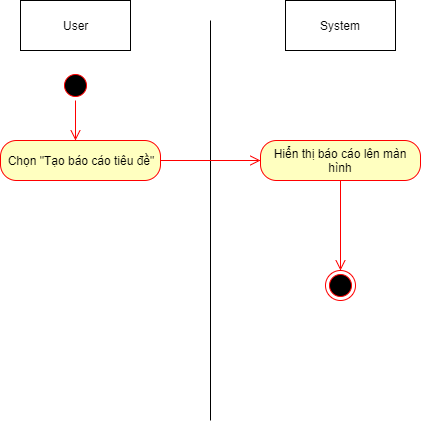 User
System
Chọn "Tạo báo cáo tiêu đề"
Hiển thị báo cáo lên màn
hình